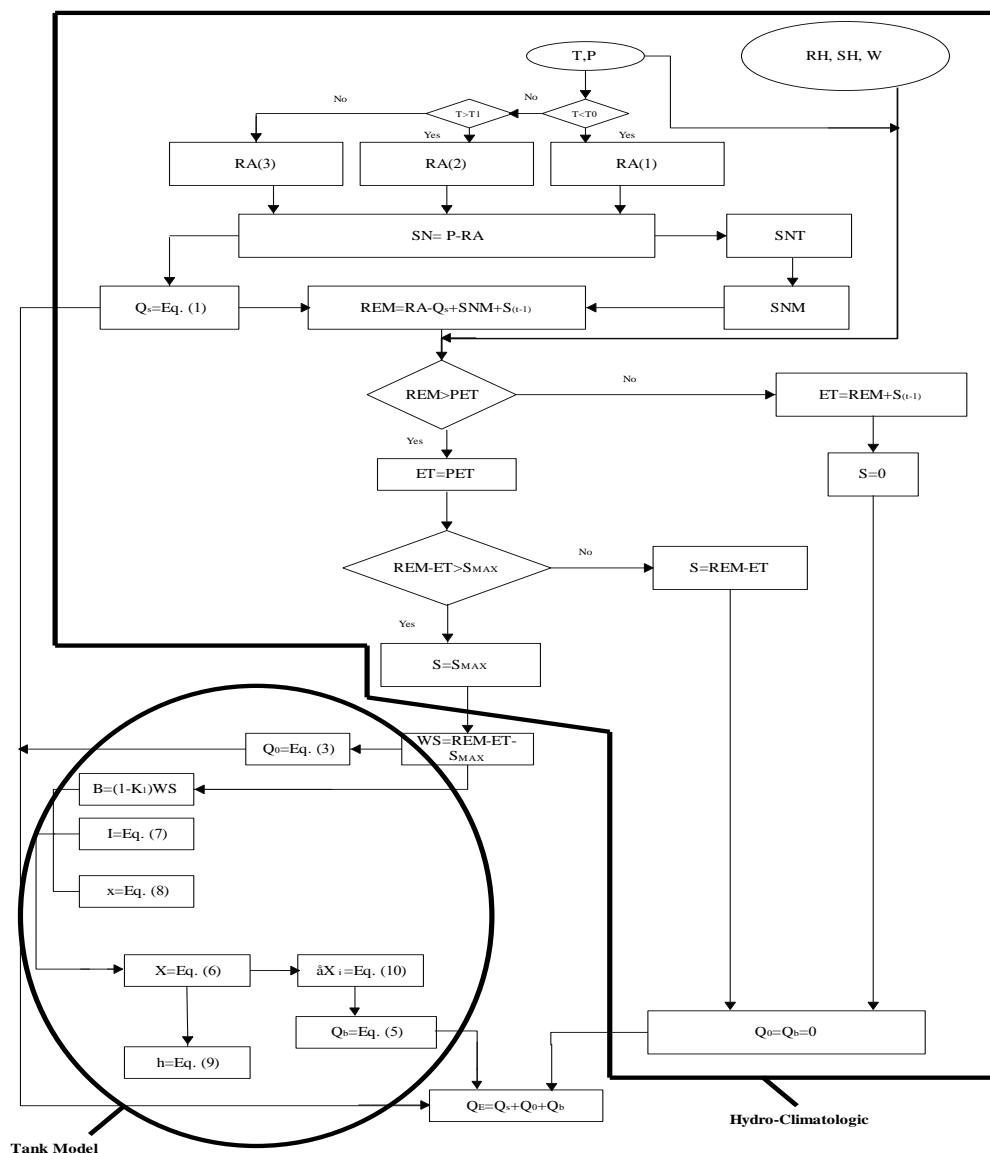 T,P
RH, SH, W
No
No
T>T1
T<T0
Yes
Yes
RA(3)
RA(2)
RA(1)
SN= P-RA
SNT
Qs=Eq. (1)
REM=RA-Qs+SNM+S(t-1)
SNM
REM>PET
No
ET=REM+S(t-1)
Yes
ET=PET
S=0
REM-ET>SMAX
No
S=REM-ET
Yes
S=SMAX
Q0=Eq. (3)
WS=REM-ET-
SMAX
B=(1-K1)WS
I=Eq. (7)
x=Eq. (8)
X=Eq. (6)
åX i =Eq. (10)
Qb=Eq. (5)
Q0=Qb=0
h=Eq. (9)
QE=Qs+Q0+Qb
Hydro-Climatologic
Tank Model